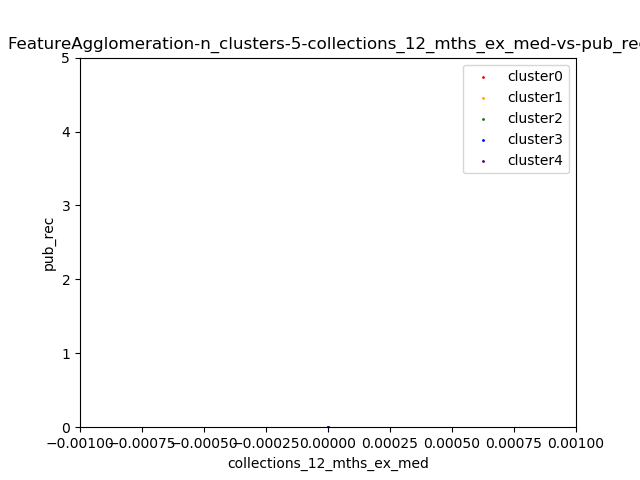 FeatureAgglomeration-n_clusters-5-collections_12_mths_ex_med-vs-pub_rec
5
cluster0
cluster1
cluster2
cluster3
cluster4
4
3
2
1
0
pub_rec
−0.00100 −0.00075 −0.00050 −0.00025 0.00000 0.00025 0.00050 0.00075 0.00100
collections_12_mths_ex_med